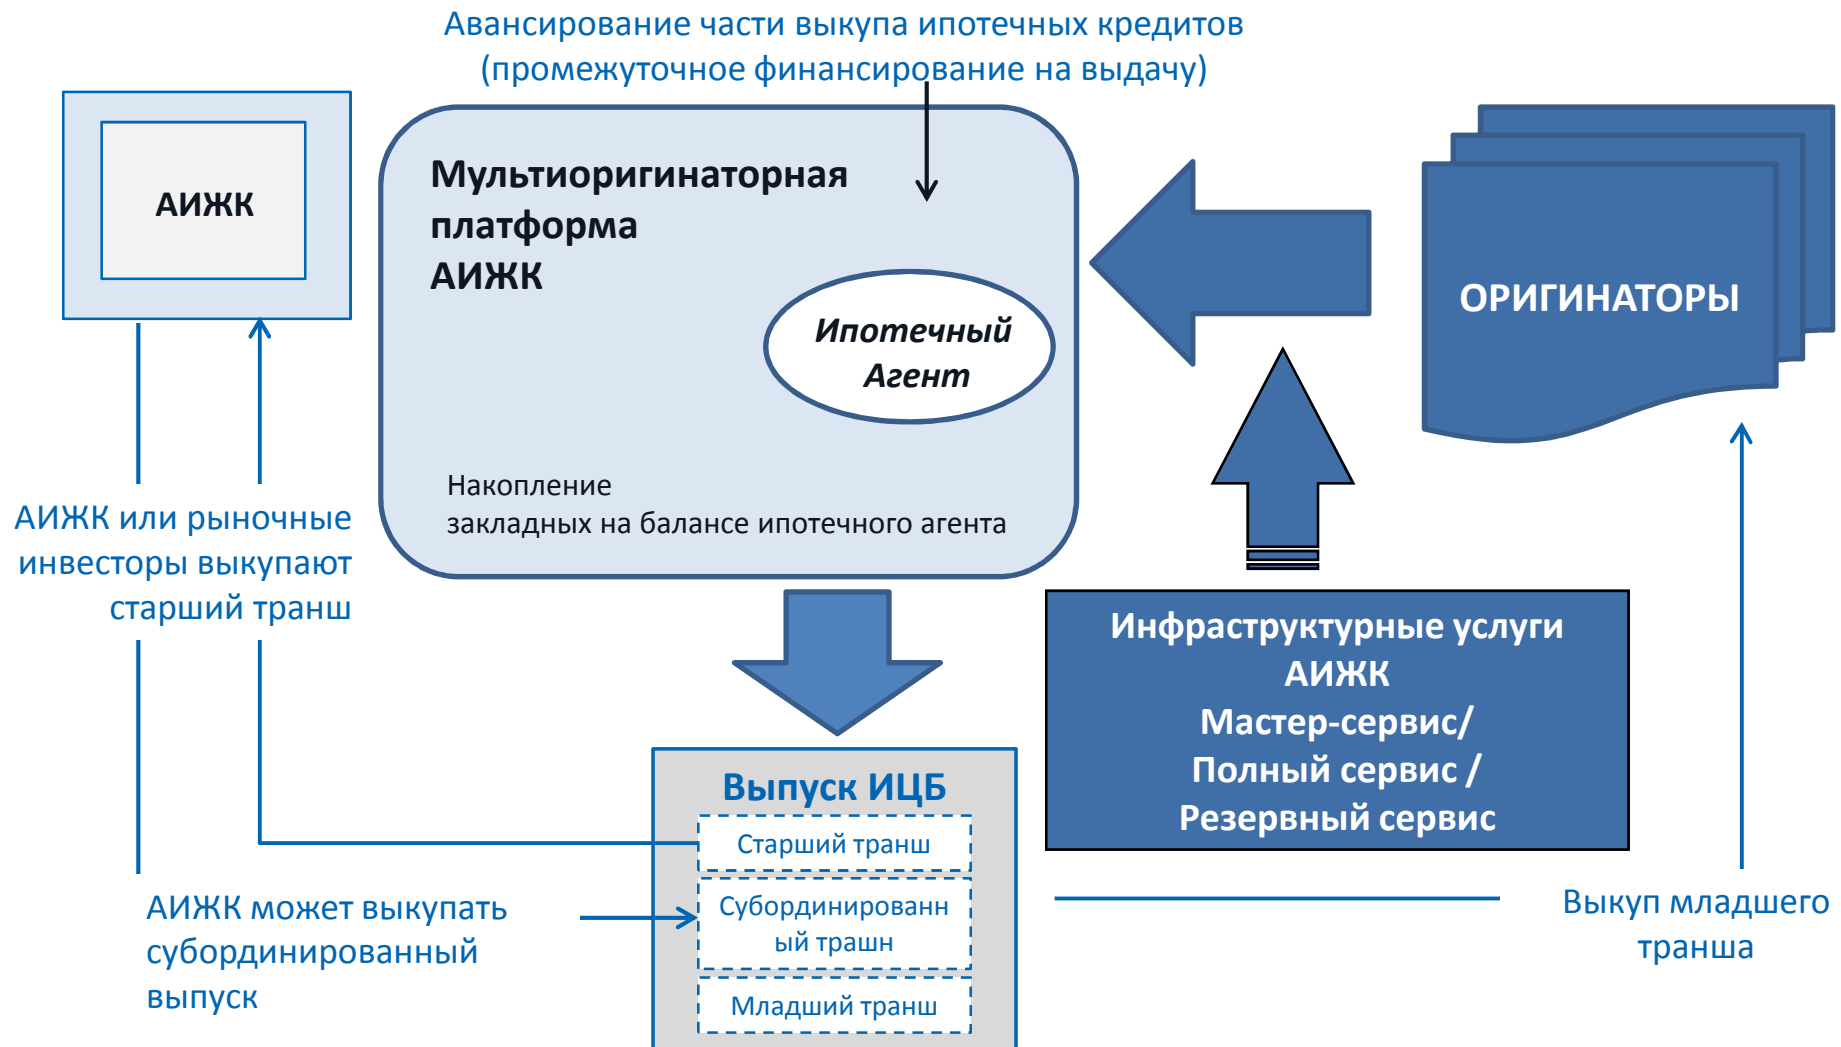 Авансирование части выкупа ипотечных кредитов
(промежуточное финансирование на выдачу)
АИЖК
Мультиоригинаторная
платформа
АИЖК
Ипотечный
Агент
Накопление
закладных на балансе ипотечного агента
ОРИГИНАТОРЫ
АИЖК или рыночные
инвесторы выкупают
старший транш
Инфраструктурные услуги
АИЖК
Мастер-сервис/
Полный сервис /
Резервный сервис
Выпуск ИЦБ
Старший транш
Субординированн
ый трашн
Младший транш
АИЖК может выкупать
субординированный
выпуск
Выкуп младшего
транша